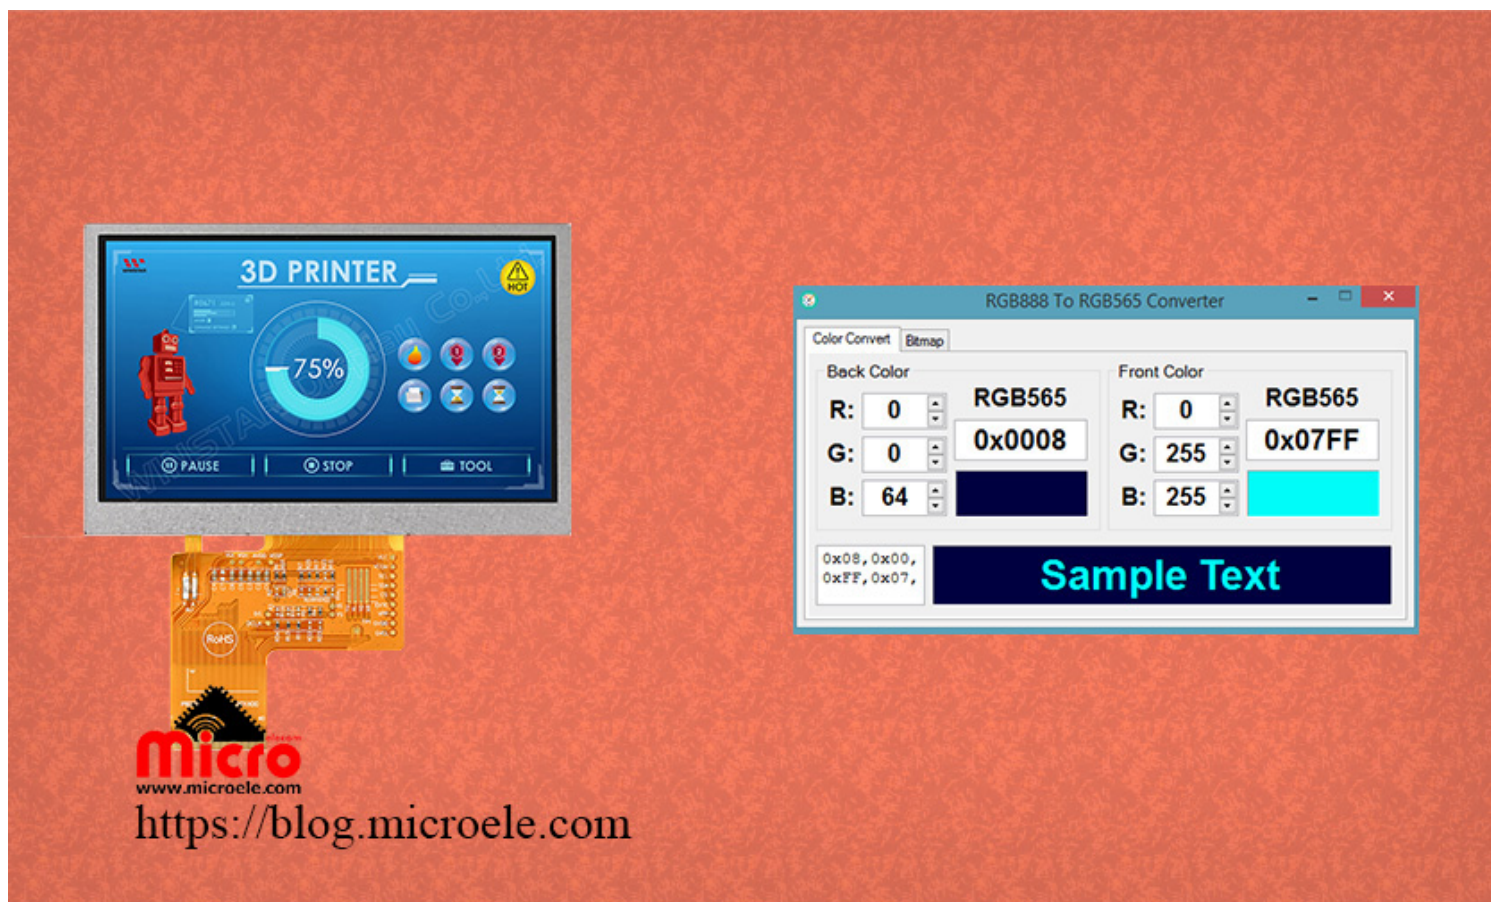 3D PRINTER
HOT
75%
PAUSE
STOP
TOOL
RoHS
Micro
elecom
www.microele.com
https://blog.microele.com
RGB888 To RGB565 Converter
Color Convert
Bitmap
Back Color
R: 0
G: 0
B: 64
RGB565
0x0008
Front Color
R: 0
G: 255
B: 255
RGB565
0x07FF
0x08,0x00,
0xFF,0x07,
Sample Text